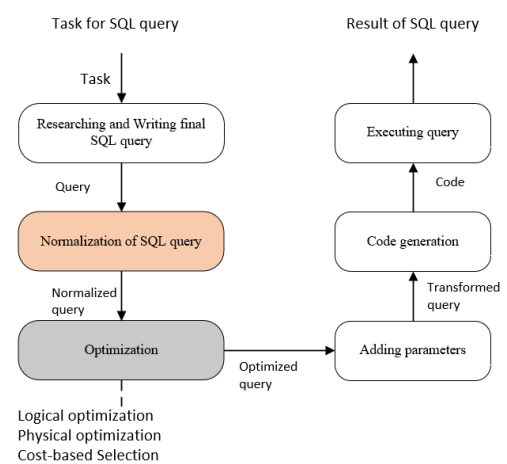 Task for SQL query
Task
Researching and Writing final
SQL query
Query
Normalization of SQL query
Normalized
query
Optimization
Logical optimization
Physical optimization
Cost-based Selection
Optimized
query
Adding parameters
Transformed
query
Code generation
Code
Executing query
Result of SQL query